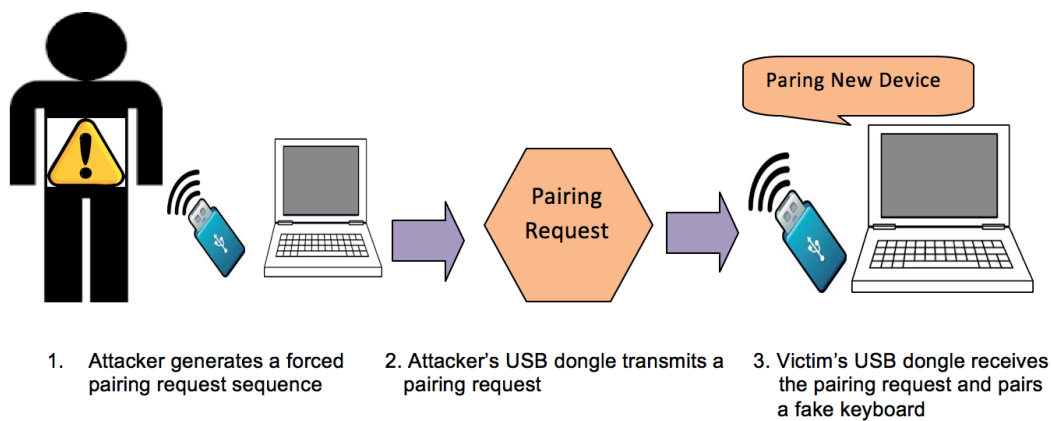 Paring New Device
Pairing
Request
1. Attacker generates a forced
pairing request sequence
2. Attacker's USB dongle transmits a
pairing request
3. Victim's USB dongle receives
the pairing request and pairs
a fake keyboard